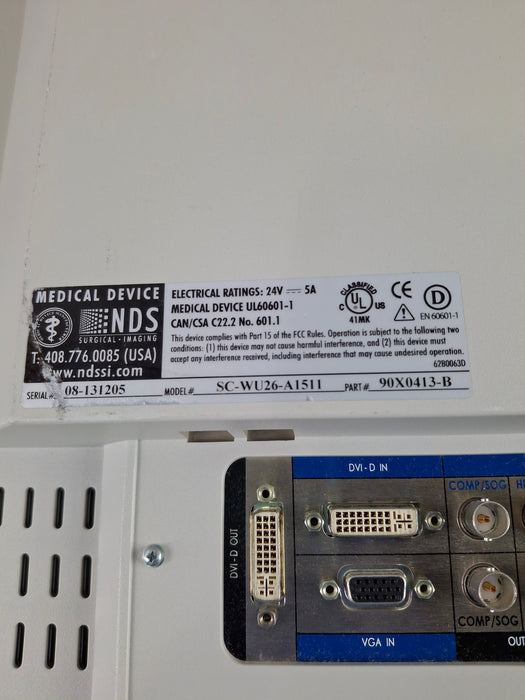 MEDICAL DEVICE
NDS
SURGICAL - IMAGING
T: 408.776.0085 (USA)
www.ndssi.com
ELECTRICAL RATINGS: 24V ⎓ 5A
MEDICAL DEVICE UL60601-1
CAN/CSA C22.2 No. 601.1
This device complies with Part 15 of the FCC Rules. Operation is subject to the following two
conditions: (1) this device may not cause harmful interference, and (2) this device must
accept any interference received, including interference that may cause undesired operation.
62B0063D
CLASSIFIED
C UL US
41MK
CE
D
EN 60601-1
SERIAL# 08-131205 MODEL# SC-WU26-A1511 PART# 90X0413-B
DVI-D OUT
DVI-D IN
VGA IN
COMP/SOG
COMP/SOG
OUT